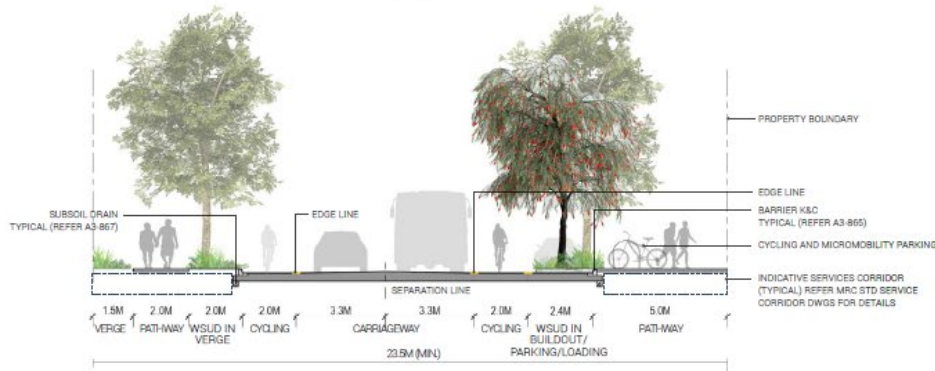 PROPERTY BOUNDARY
EDGE LINE
SUBSOIL DRAIN
TYPICAL (REFER A3-867)
EDGE LINE
BARRIER K&C
TYPICAL (REFER A3-865)
CYCLING AND MICROMOBILITY PARKING
INDICATIVE SERVICES CORRIDOR
(TYPICAL) REFER MRC STD SERVICE
CORRIDOR DWGS FOR DETAILS
SEPARATION LINE
1.5M 2.0M 2.0M 2.0M 3.3M 3.3M 2.0M 2.4M 5.0M
VERGE PATHWAY WSUD IN CYCLING CARRIAGEWAY CYCLING WSUD IN PATHWAY
VERGE BUILDOUT/
PARKING/LOADING
23.5M (MIN.)